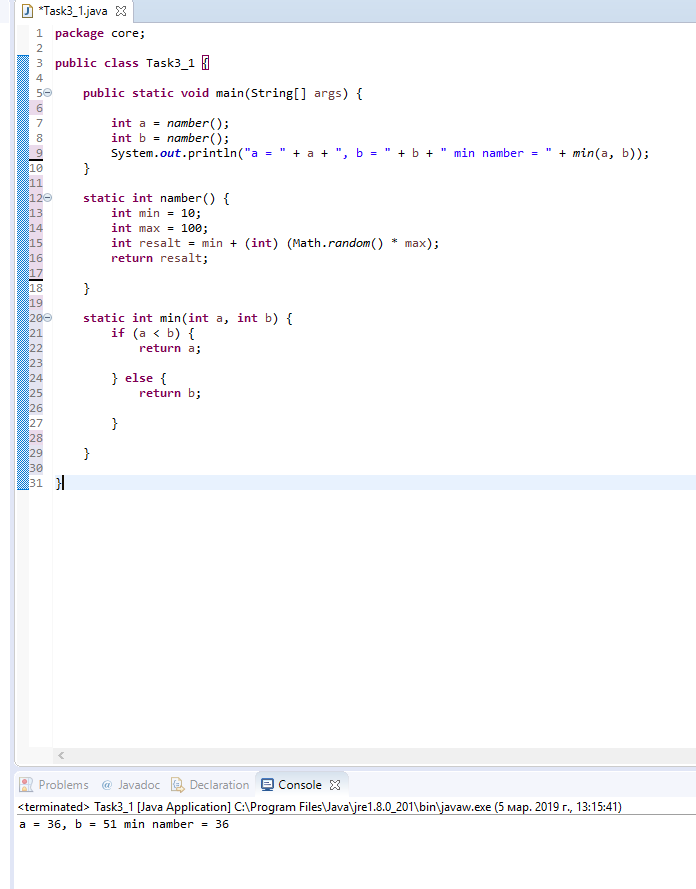 *Task3_1.java
1 package core;
2
3 public class Task3_1 {
4
5 public static void main(String[] args) {
6
7 int a = namber();
8 int b = namber();
9 System.out.println("a = " + a + ", b = " + b + " min namber = " + min(a, b));
10 }
11
12 static int namber() {
13 int min = 10;
14 int max = 100;
15 int resalt = min + (int) (Math.random() * max);
16 return resalt;
17
18 }
19
20 static int min(int a, int b) {
21 if (a < b) {
22 return a;
23
24 } else {
25 return b;
26
27 }
28
29 }
30
31 }
Problems @ Javadoc Declaration Console
<terminated> Task3_1 [Java Application] C:\Program Files\Java\jre1.8.0_201\bin\javaw.exe (5 мар. 2019 г., 13:15:41)
a = 36, b = 51 min namber = 36